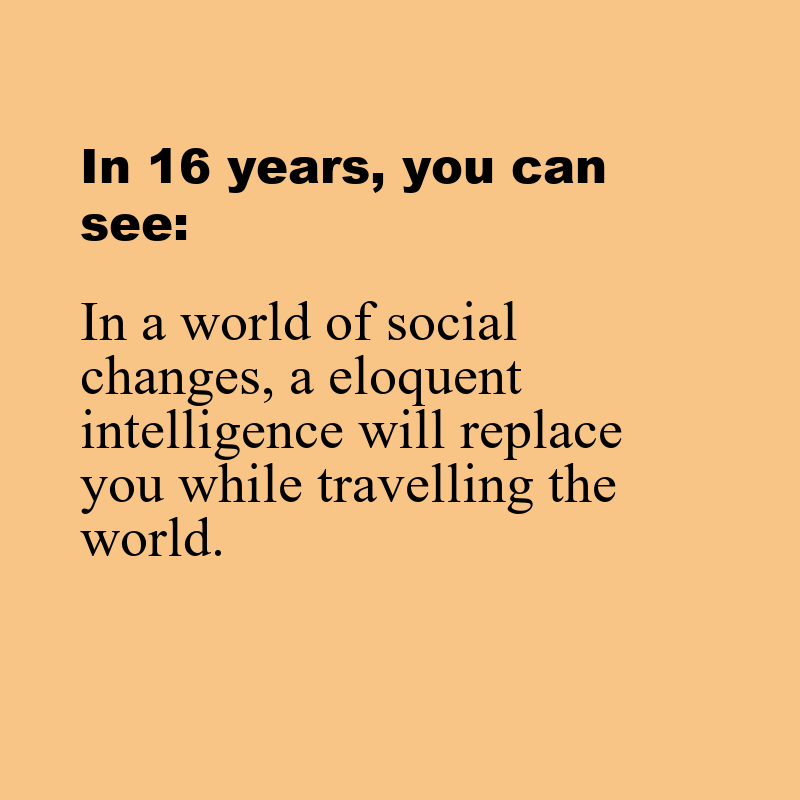 In 16 years, you can
see:
In a world of social
changes, a eloquent
intelligence will replace
you while travelling the
world.